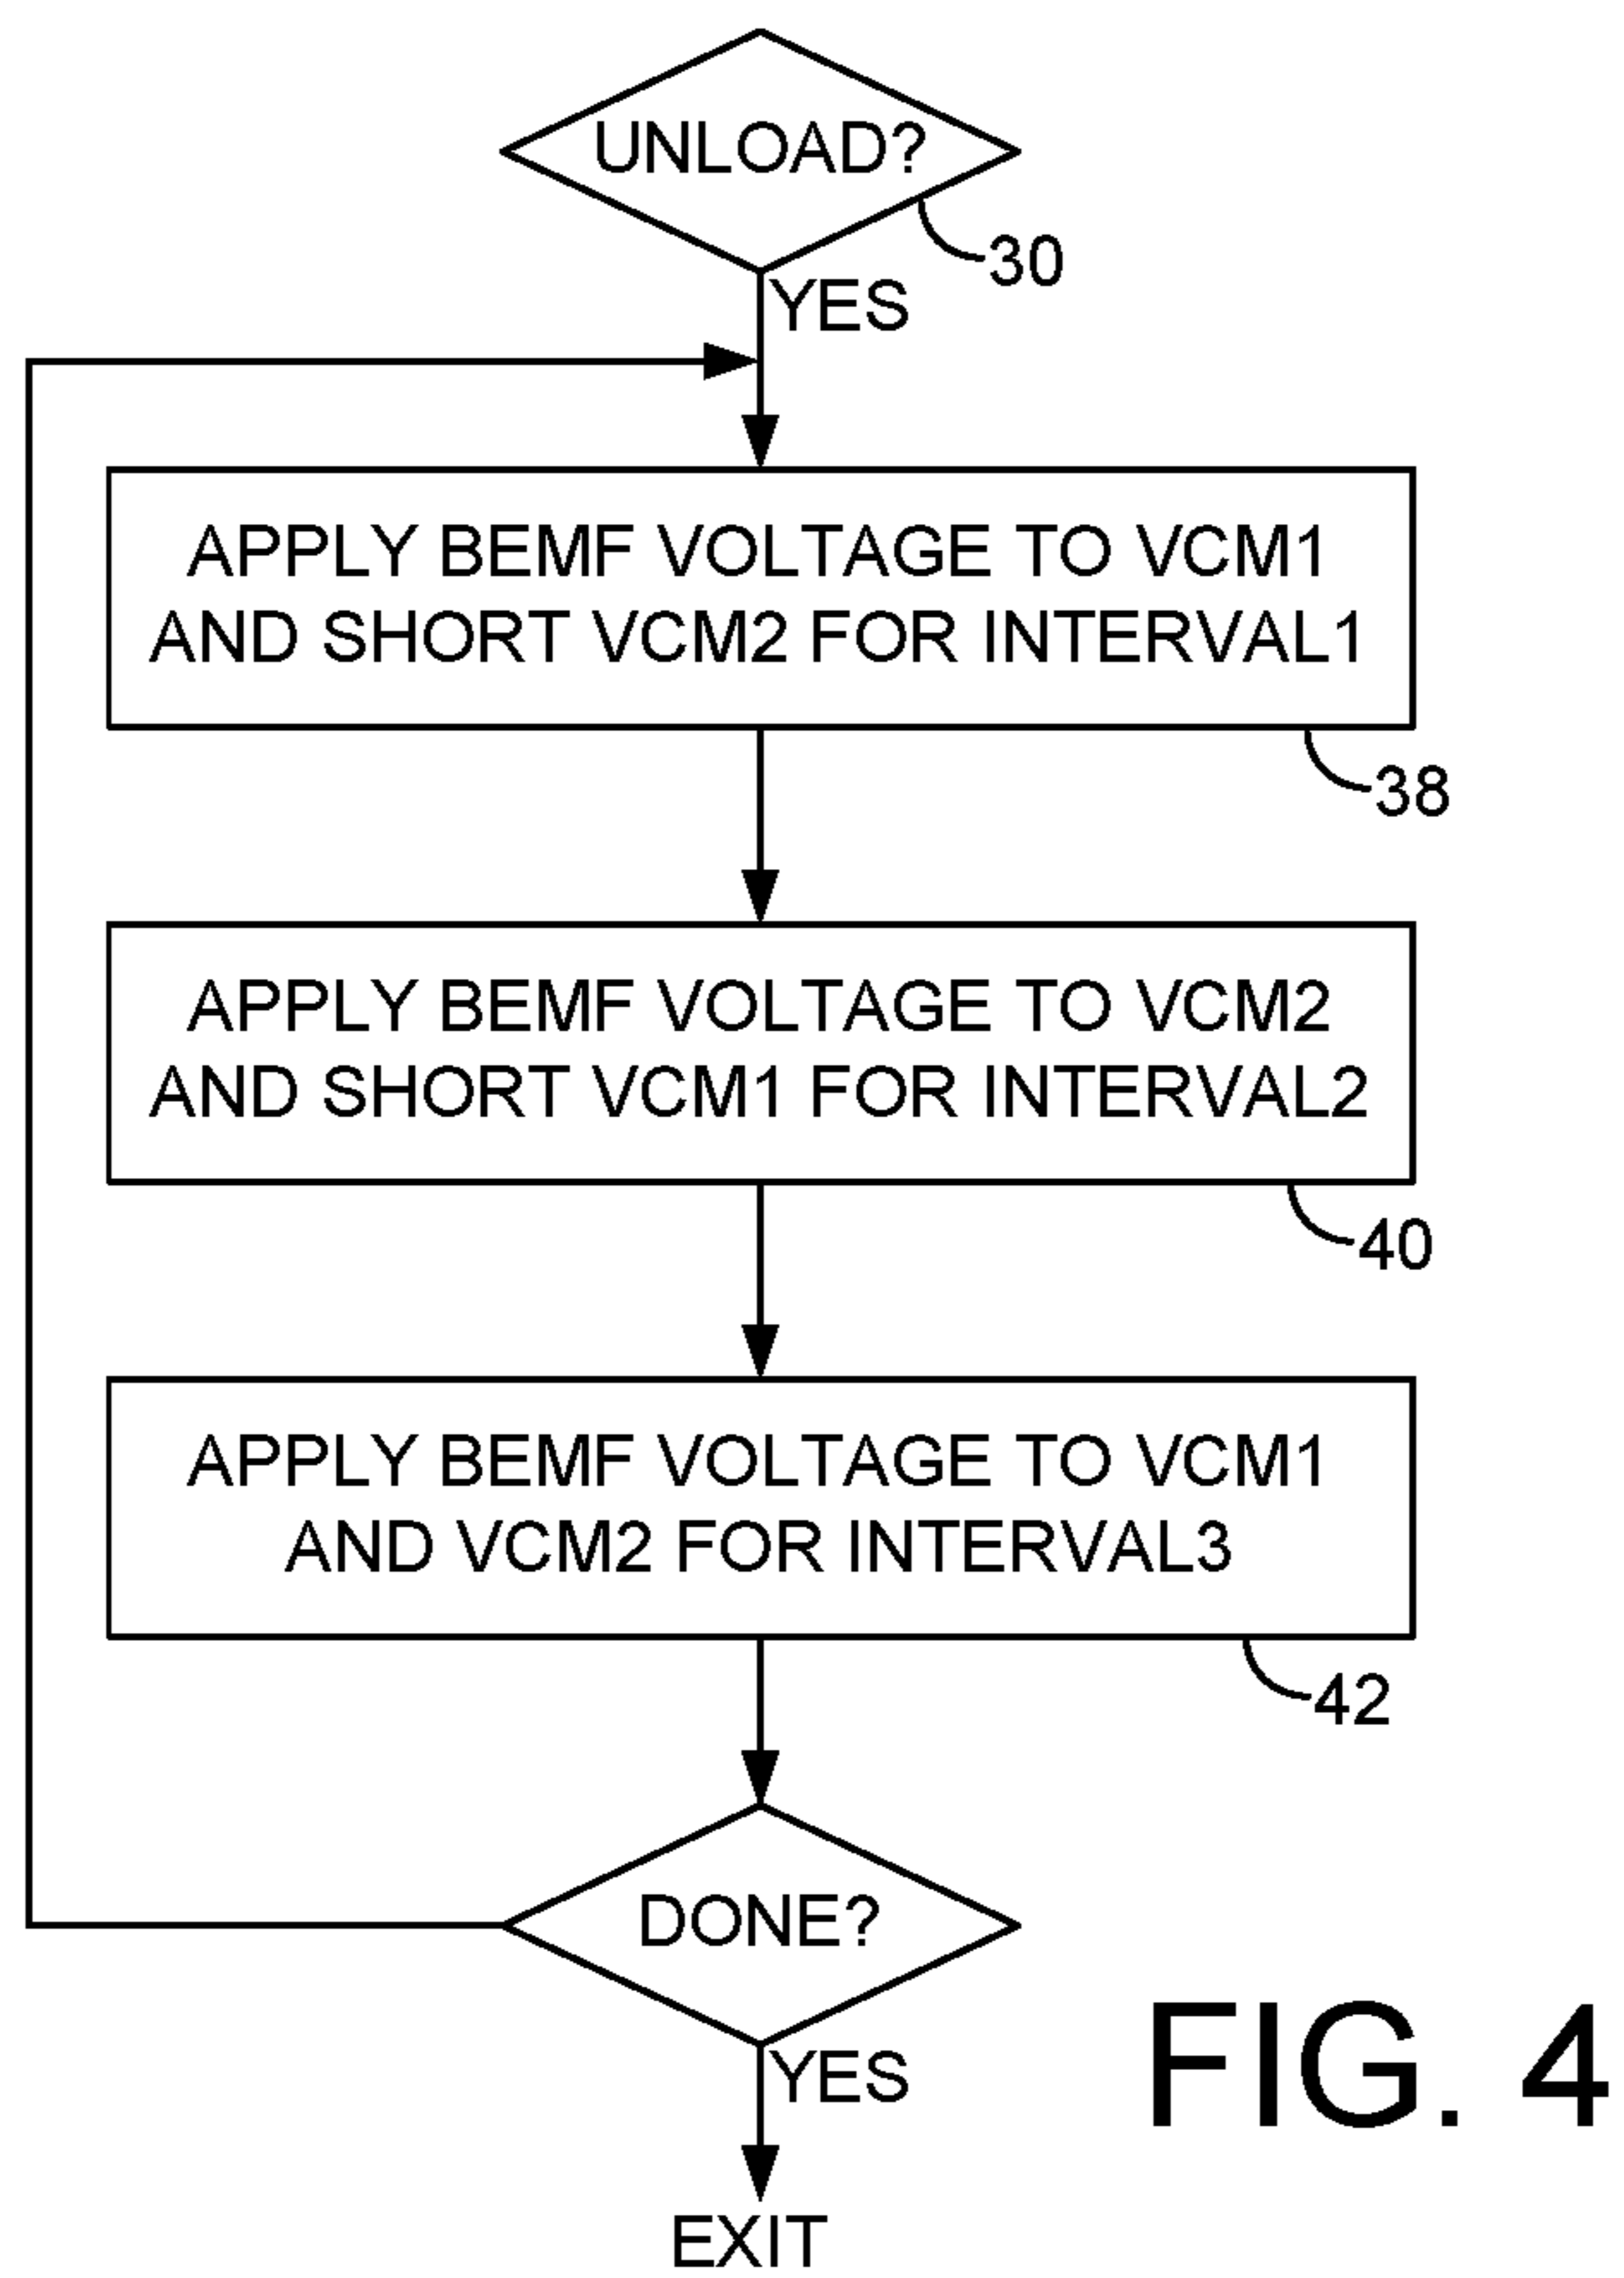 UNLOAD?
30
YES
APPLY BEMF VOLTAGE TO VCM1
AND SHORT VCM2 FOR INTERVAL1
38
APPLY BEMF VOLTAGE TO VCM2
AND SHORT VCM1 FOR INTERVAL2
40
APPLY BEMF VOLTAGE TO VCM1
AND VCM2 FOR INTERVAL3
42
DONE?
YES
EXIT
FIG. 4